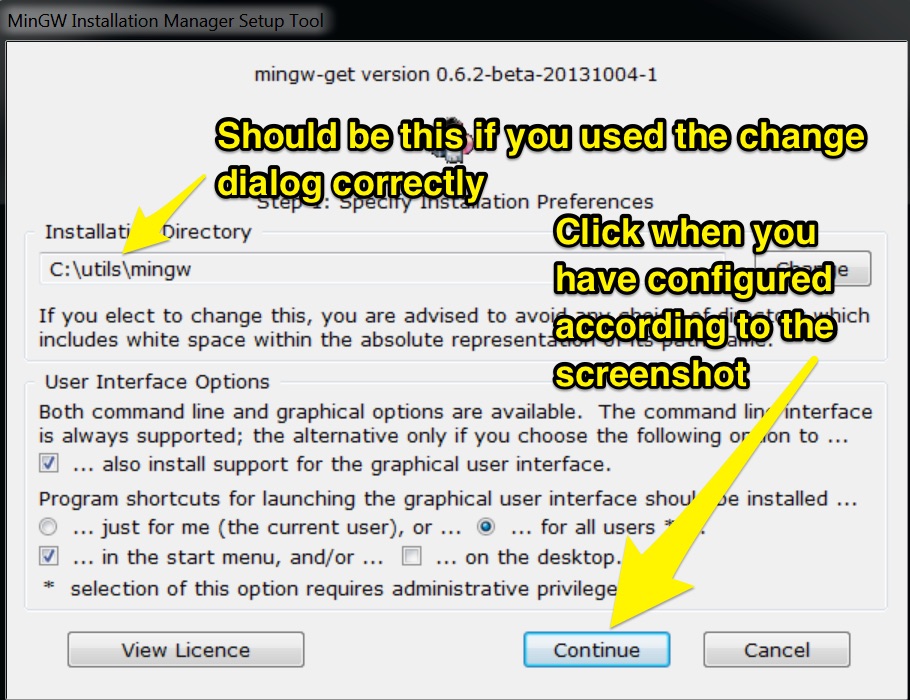 MinGW Installation Manager Setup Tool
mingw-get version 0.6.2-beta-20131004-1
Should be this if you used the change
dialog correctly
Step 1: Specify Installation Preferences
Installation Directory
Click when you
have configured
according to the
screenshot
C:\utils\mingw
Change
If you elect to change this, you are advised to avoid any choice of directory which
includes white space within the absolute representation of its path name.
User Interface Options
Both command line and graphical options are available. The command line interface
is always supported; the alternative only if you choose the following option to ...
... also install support for the graphical user interface.
Program shortcuts for launching the graphical user interface should be installed ...
... just for me (the current user), or ... ... for all users *
... in the start menu, and/or ... ... on the desktop.
* selection of this option requires administrative privilege
View Licence
Continue
Cancel